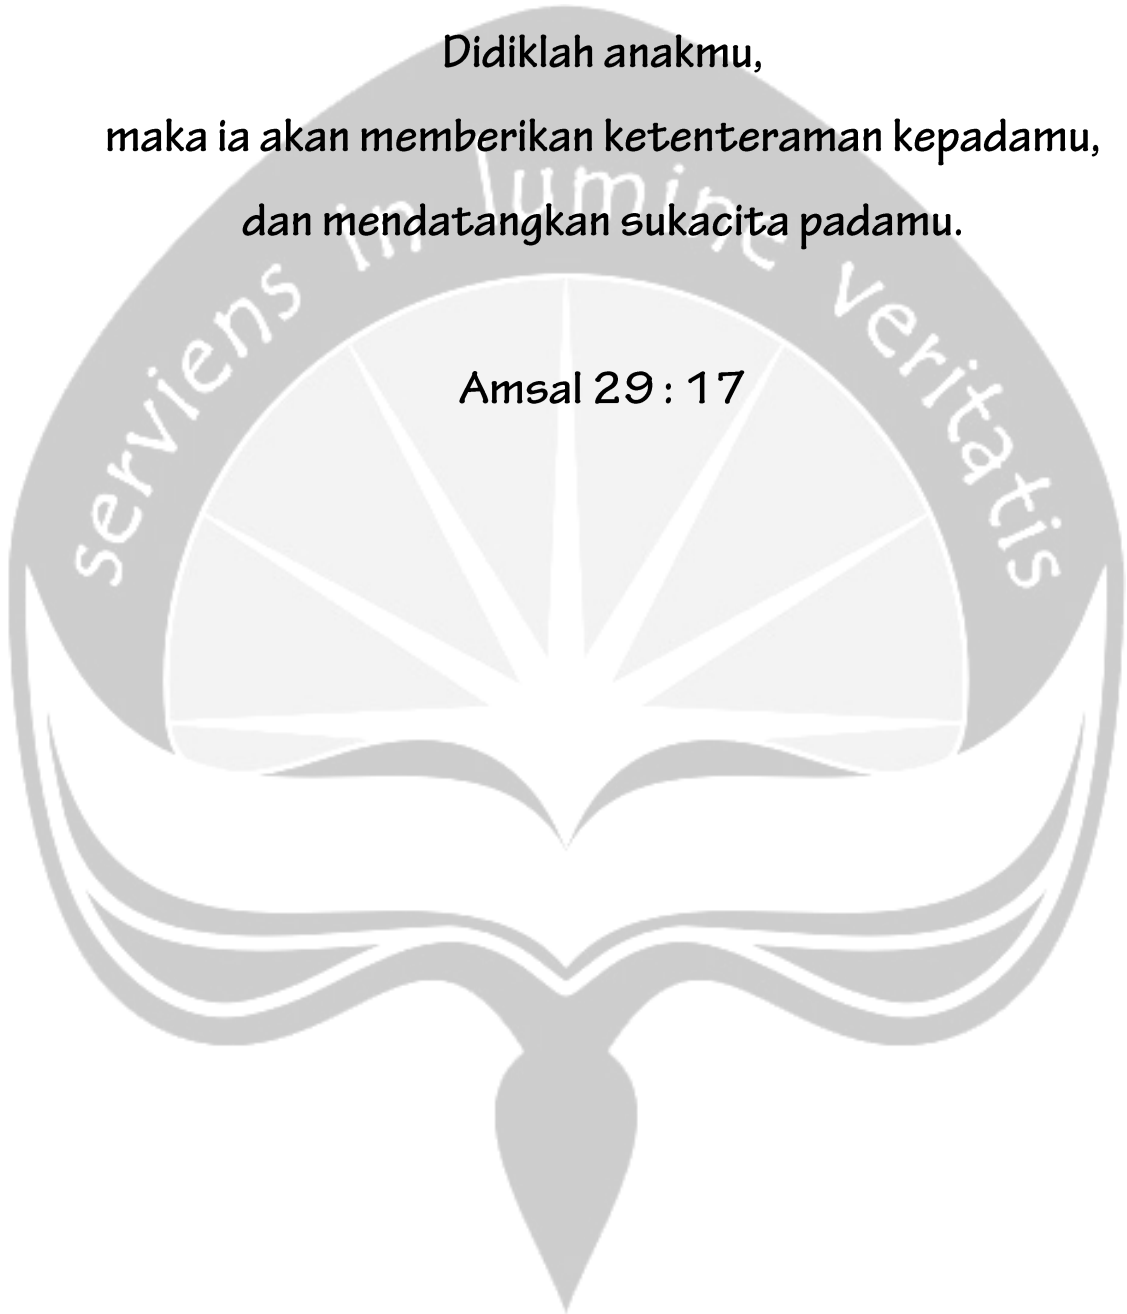 Didiklah anakmu,
maka ia akan memberikan ketenteraman kepadamu,
dan mendatangkan sukacita padamu.
Amsal 29 : 17
serviens in lumine veritatis